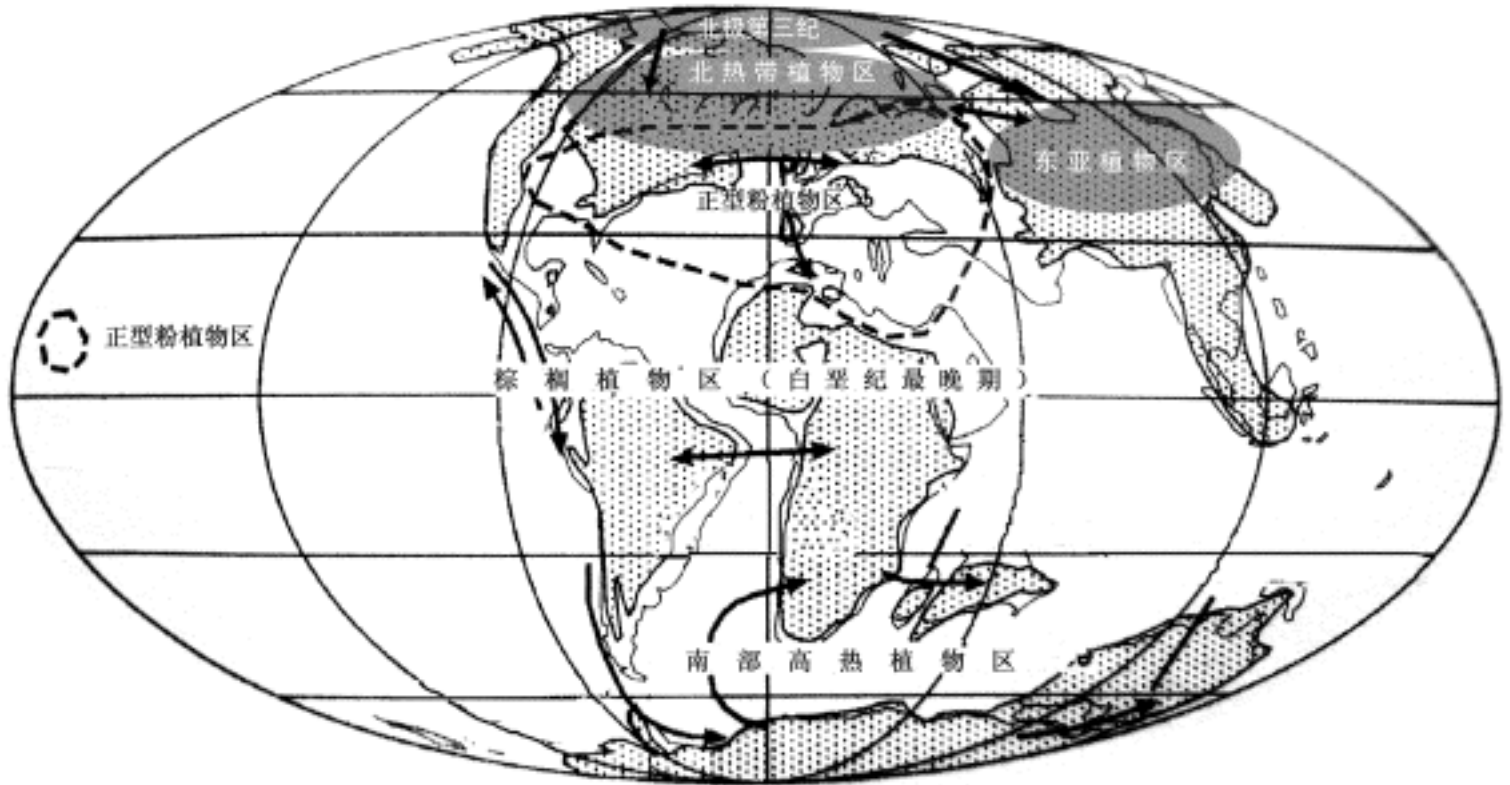 北极第三纪
北热带植物区
东亚植物区
正型粉植物区
正型粉植物区
棕榈植物区（白垩纪最晚期）
南部高热植物区